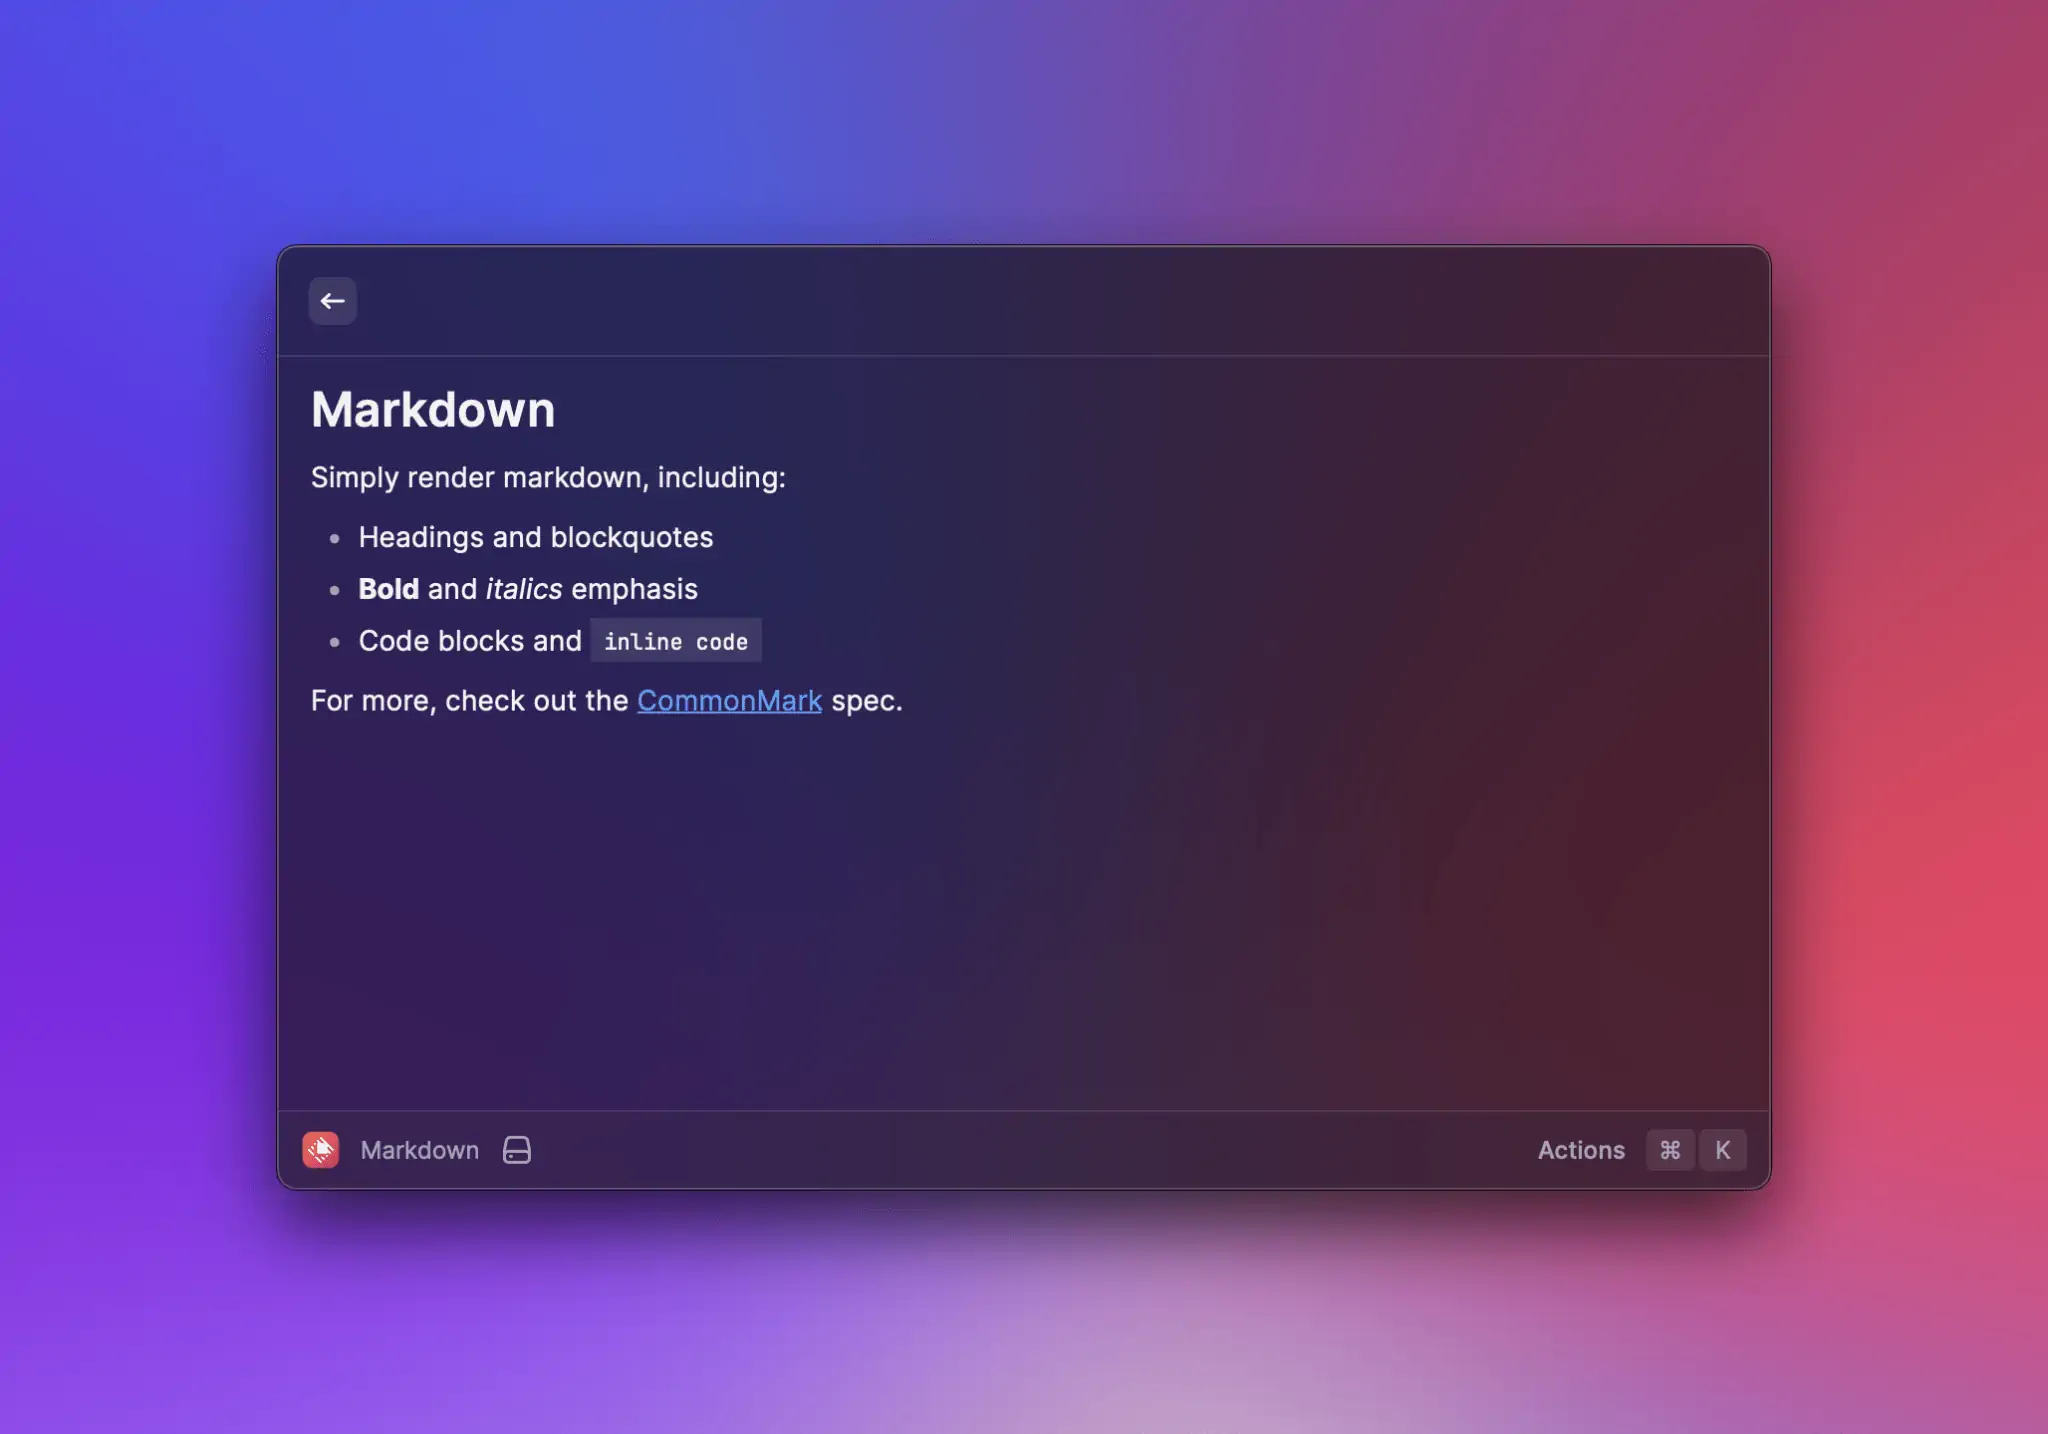 Markdown
Simply render markdown, including:
• Headings and blockquotes
• Bold and italics emphasis
• Code blocks and inline code
For more, check out the CommonMark spec.
Markdown
Actions ⌘ K